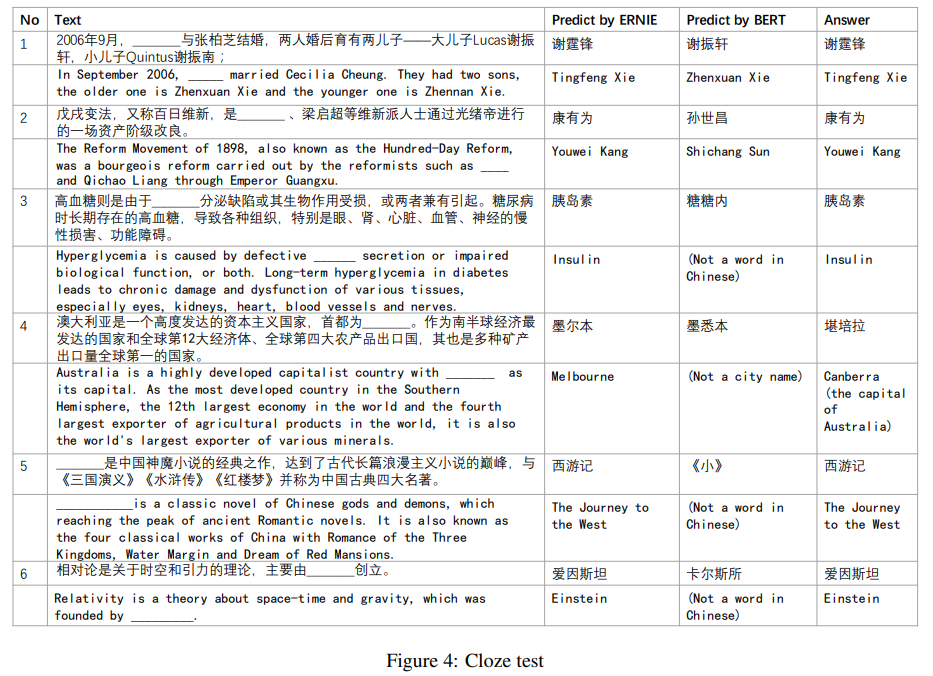 No Text Predict by ERNIE Predict by BERT Answer
1 2006年9月，_______与张柏芝结婚，两人婚后育有两儿子——大儿子Lucas谢振 谢霆锋 谢振轩 谢霆锋
轩，小儿子Quintus谢振南；
In September 2006, _____ married Cecilia Cheung. They had two sons, Tingfeng Xie Zhenxuan Xie Tingfeng Xie
the older one is Zhenxuan Xie and the younger one is Zhennan Xie.
2 戊戌变法，又称百日维新，是_______ 、梁启超等维新派人士通过光绪帝进行 康有为 孙世昌 康有为
的一场资产阶级改良。
The Reform Movement of 1898, also known as the Hundred-Day Reform, Youwei Kang Shichang Sun Youwei Kang
was a bourgeois reform carried out by the reformists such as ____
and Qichao Liang through Emperor Guangxu.
3 高血糖则是由于_______分泌缺陷或其生物作用受损，或两者兼有引起。糖尿病 胰岛素 糖糖内 胰岛素
时长期存在的高血糖，导致各种组织，特别是眼、肾、心脏、血管、神经的慢
性损害、功能障碍。
Hyperglycemia is caused by defective ______ secretion or impaired Insulin (Not a word in Insulin
biological function, or both. Long-term hyperglycemia in diabetes Chinese)
leads to chronic damage and dysfunction of various tissues,
especially eyes, kidneys, heart, blood vessels and nerves.
4 澳大利亚是一个高度发达的资本主义国家，首都为_______。作为南半球经济最 墨尔本 墨悉本 堪培拉
发达的国家和全球第12大经济体、全球第四大农产品出口国，其也是多种矿产
出口量全球第一的国家。
Australia is a highly developed capitalist country with _______ as Melbourne (Not a city name) Canberra
its capital. As the most developed country in the Southern (the capital
Hemisphere, the 12th largest economy in the world and the fourth of
largest exporter of agricultural products in the world, it is also Australia)
the world's largest exporter of various minerals.
5 _______是中国神魔小说的经典之作，达到了古代长篇浪漫主义小说的巅峰，与 西游记 《小》 西游记
《三国演义》《水浒传》《红楼梦》并称为中国古典四大名著。
___________is a classic novel of Chinese gods and demons, which The Journey to (Not a word in The Journey
reaching the peak of ancient Romantic novels. It is also known as the West Chinese) to the West
the four classical works of China with Romance of the Three
Kingdoms, Water Margin and Dream of Red Mansions.
6 相对论是关于时空和引力的理论，主要由_______创立。 爱因斯坦 卡尔斯所 爱因斯坦
Relativity is a theory about space-time and gravity, which was Einstein (Not a word in Einstein
founded by _________. Chinese)
Figure 4: Cloze test